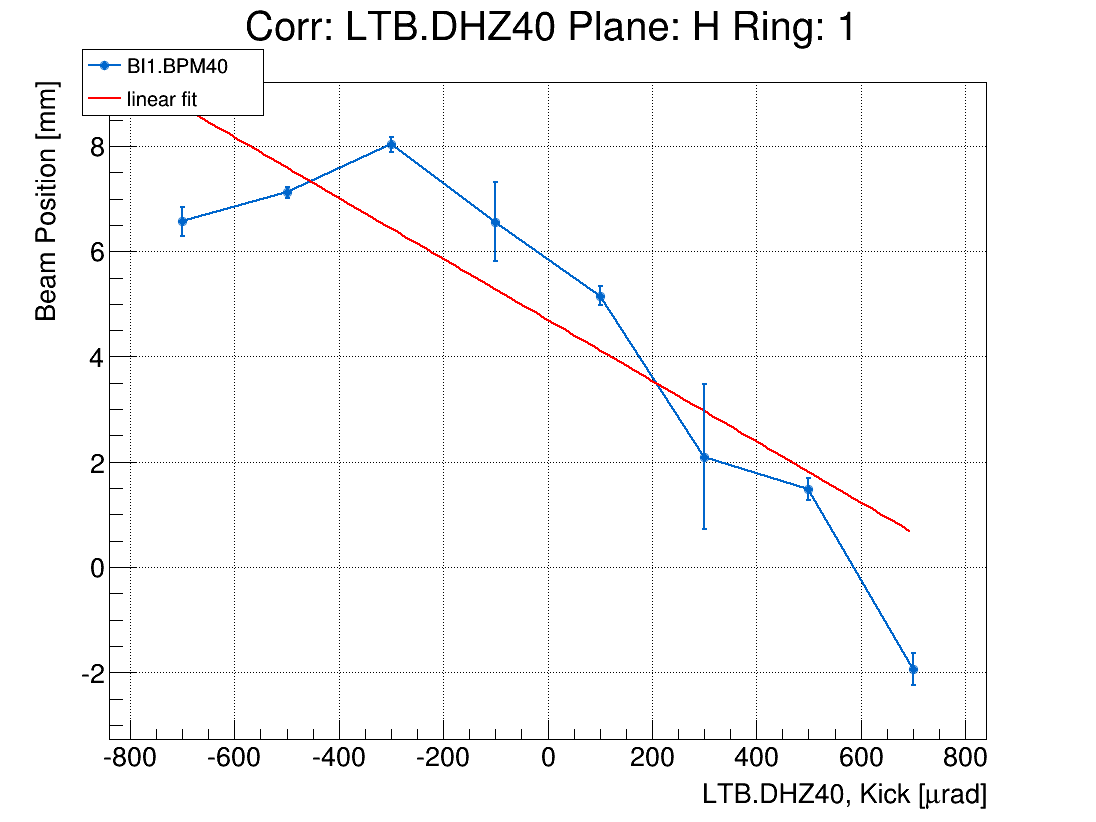 Corr: LTB.DHZ40 Plane: H Ring: 1
BI1.BPM40
linear fit
Beam Position [mm]
8
6
4
2
0
-2
-800 -600 -400 -200 0 200 400 600 800
LTB.DHZ40, Kick [μrad]